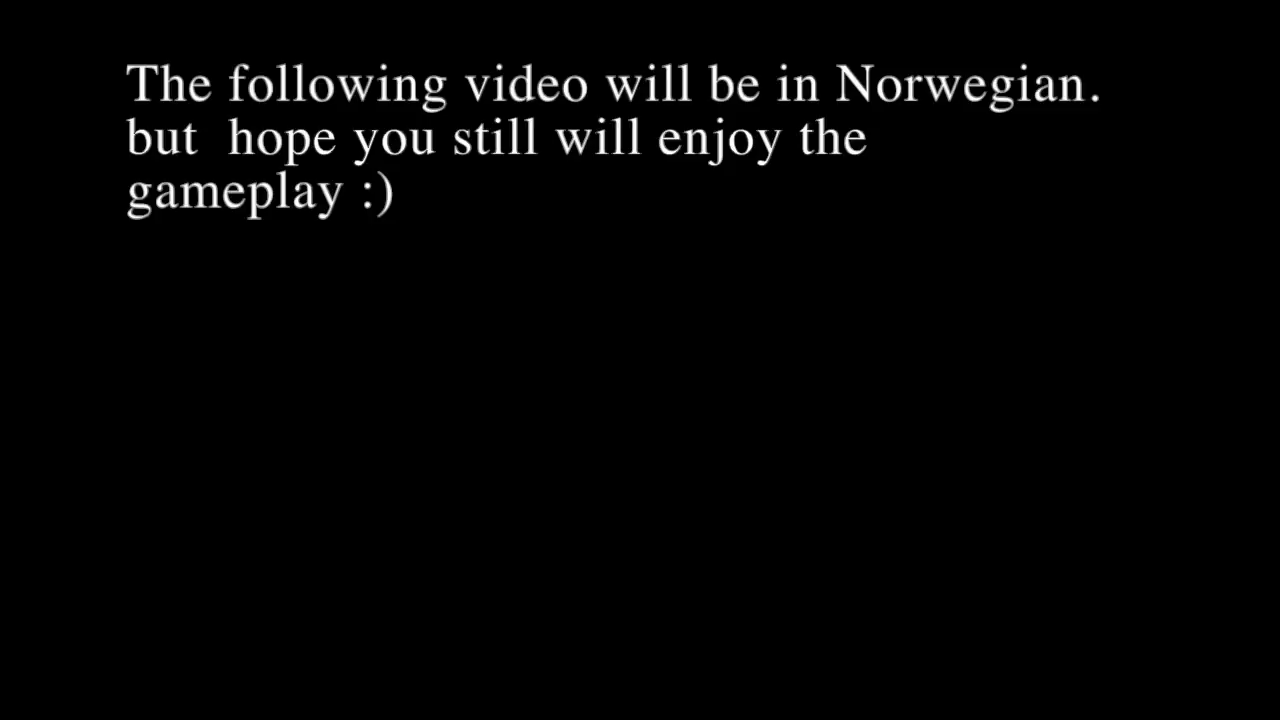 The following video will be in Norwegian.
but  hope you still will enjoy the
gameplay :)